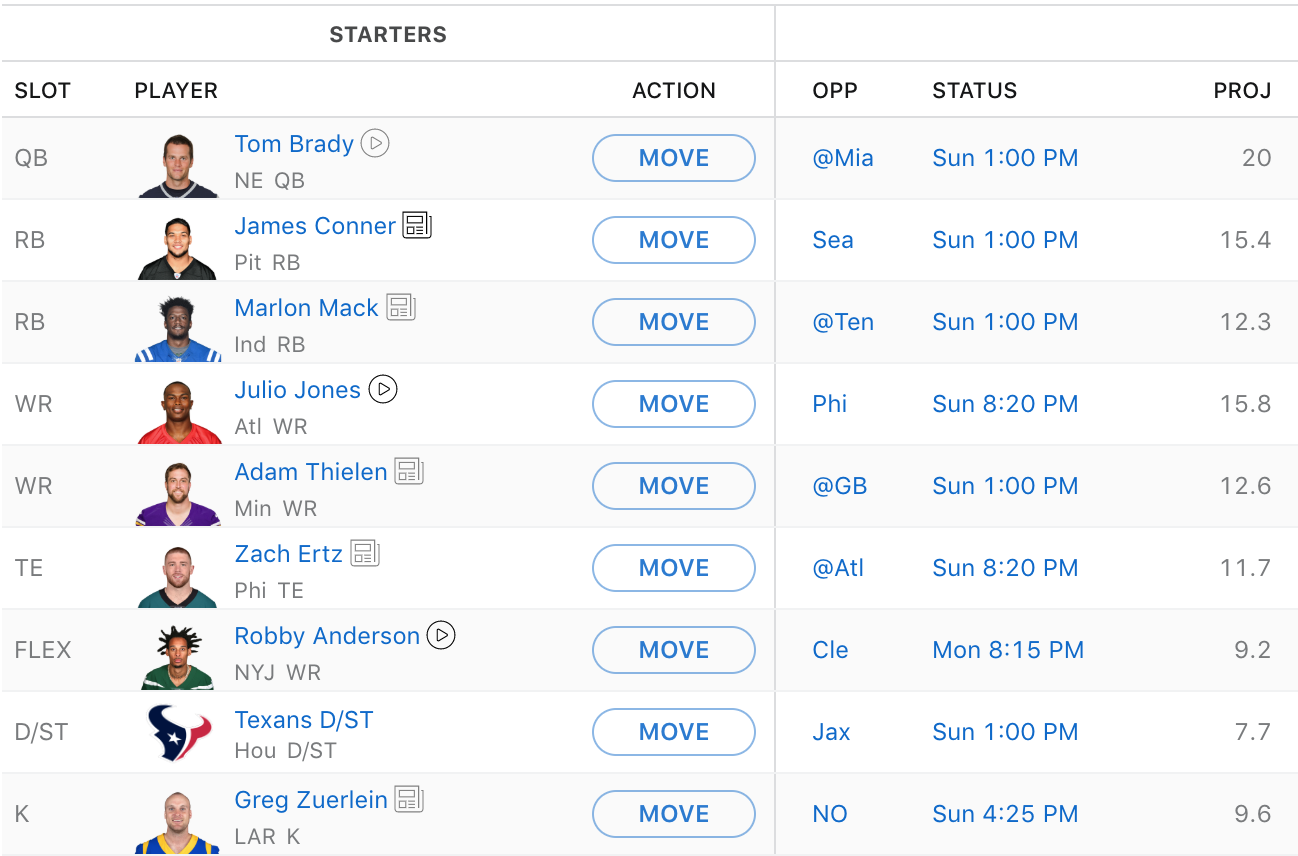 STARTERS
SLOT PLAYER ACTION OPP STATUS PROJ
QB Tom Brady MOVE @Mia Sun 1:00 PM 20
NE QB
RB James Conner MOVE Sea Sun 1:00 PM 15.4
Pit RB
RB Marlon Mack MOVE @Ten Sun 1:00 PM 12.3
Ind RB
WR Julio Jones MOVE Phi Sun 8:20 PM 15.8
Atl WR
WR Adam Thielen MOVE @GB Sun 1:00 PM 12.6
Min WR
TE Zach Ertz MOVE @Atl Sun 8:20 PM 11.7
Phi TE
FLEX Robby Anderson MOVE Cle Mon 8:15 PM 9.2
NYJ WR
D/ST Texans D/ST MOVE Jax Sun 1:00 PM 7.7
Hou D/ST
K Greg Zuerlein MOVE NO Sun 4:25 PM 9.6
LAR K